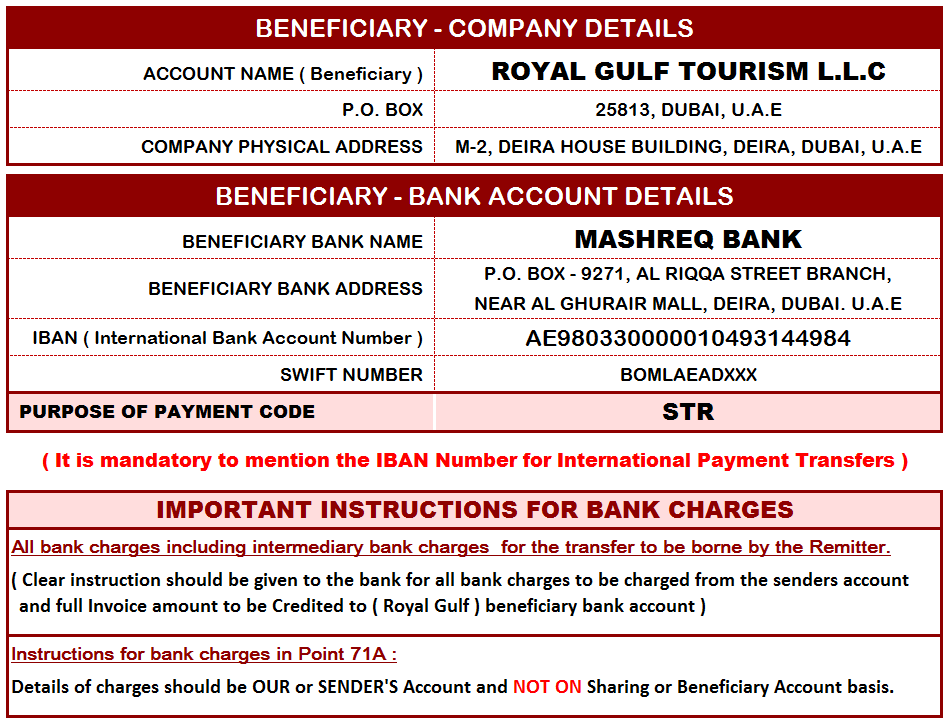 BENEFICIARY - COMPANY DETAILS
ACCOUNT NAME ( Beneficiary ) ROYAL GULF TOURISM L.L.C
P.O. BOX 25813, DUBAI, U.A.E
COMPANY PHYSICAL ADDRESS M-2, DEIRA HOUSE BUILDING, DEIRA, DUBAI, U.A.E
BENEFICIARY - BANK ACCOUNT DETAILS
BENEFICIARY BANK NAME MASHREQ BANK
BENEFICIARY BANK ADDRESS P.O. BOX - 9271, AL RIQQA STREET BRANCH,
NEAR AL GHURAIR MALL, DEIRA, DUBAI. U.A.E
IBAN ( International Bank Account Number ) AE980330000010493144984
SWIFT NUMBER BOMLAEADXXX
PURPOSE OF PAYMENT CODE STR
( It is mandatory to mention the IBAN Number for International Payment Transfers )
IMPORTANT INSTRUCTIONS FOR BANK CHARGES
All bank charges including intermediary bank charges for the transfer to be borne by the Remitter.
( Clear instruction should be given to the bank for all bank charges to be charged from the senders account
and full Invoice amount to be Credited to ( Royal Gulf ) beneficiary bank account )
Instructions for bank charges in Point 71A :
Details of charges should be OUR or SENDER'S Account and NOT ON Sharing or Beneficiary Account basis.